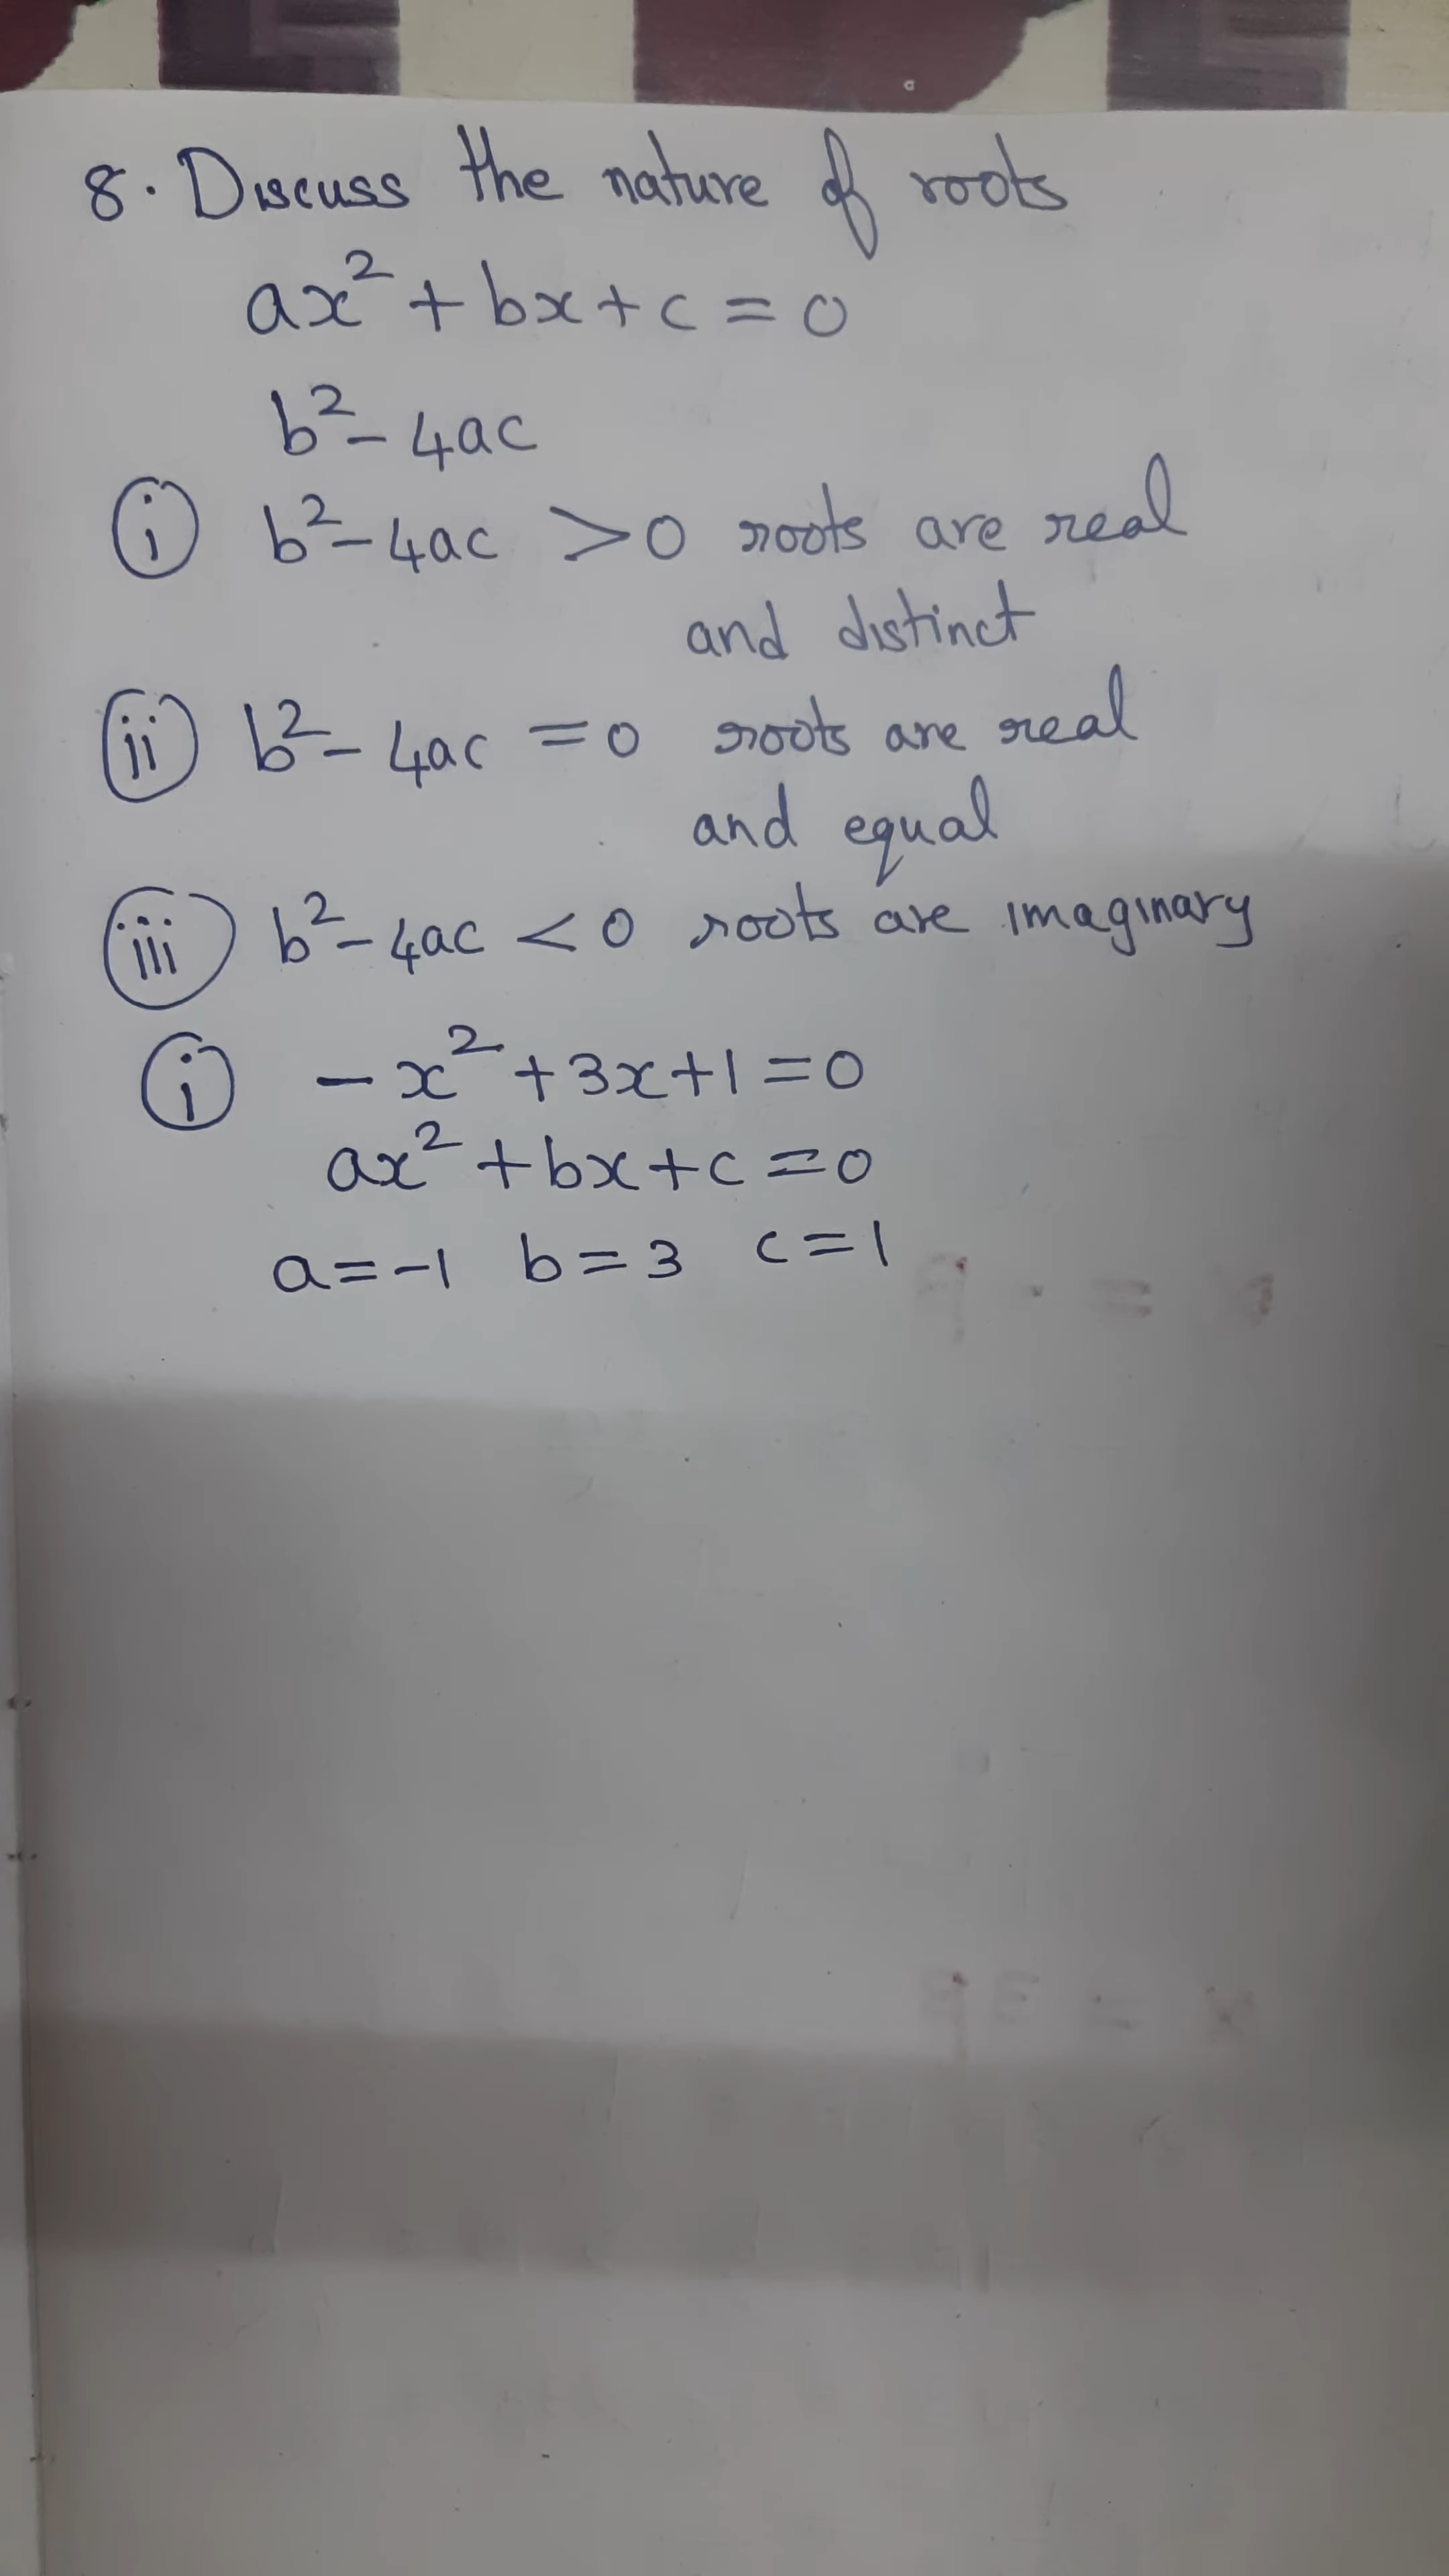 8. Discuss the nature of roots
ax² + bx + c = 0
b² - 4ac
(i) b² - 4ac > 0 roots are real
and distinct
(ii) b² - 4ac = 0 roots are real
and equal
(iii) b² - 4ac < 0 roots are imaginary
(i) - x² + 3x + 1 = 0
ax² + bx + c = 0
a = -1 b = 3 c = 1